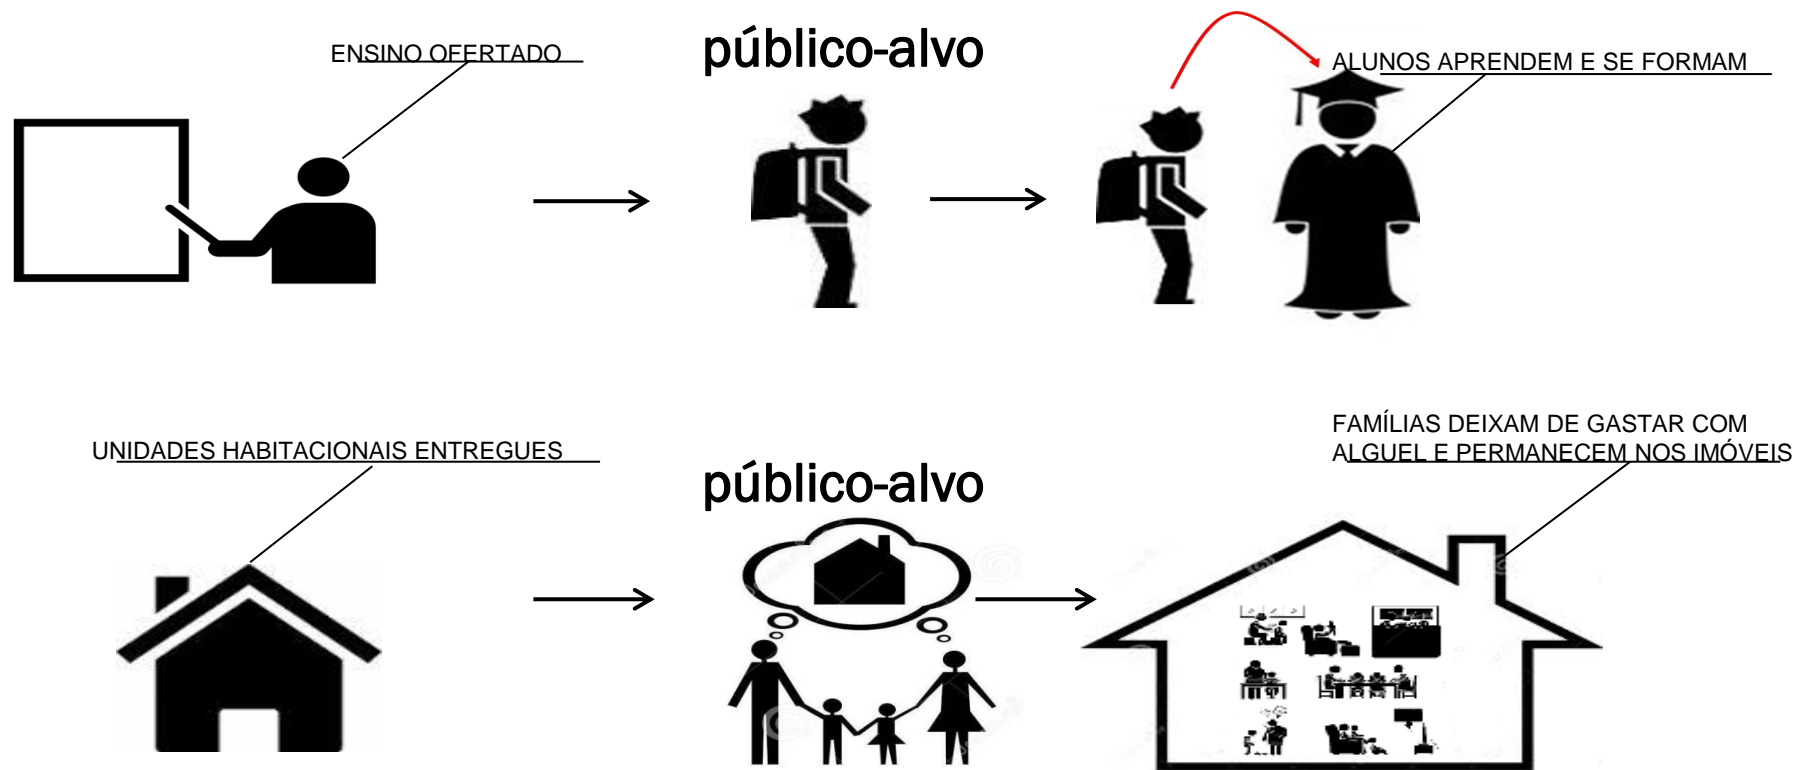 ENSINO OFERTADO
público-alvo
ALUNOS APRENDEM E SE FORMAM
UNIDADES HABITACIONAIS ENTREGUES
público-alvo
FAMÍLIAS DEIXAM DE GASTAR COM
ALGUEL E PERMANECEM NOS IMÓVEIS